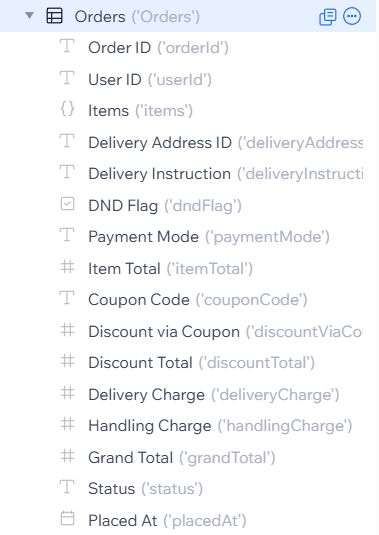 Orders ('Orders')
Order ID ('orderId')
User ID ('userId')
{} Items ('items')
Delivery Address ID ('deliveryAddress
Delivery Instruction ('deliveryInstructi
DND Flag ('dndFlag')
Payment Mode ('paymentMode')
# Item Total ('itemTotal')
Coupon Code ('couponCode')
# Discount via Coupon ('discountViaCou
# Discount Total ('discountTotal')
# Delivery Charge ('deliveryCharge')
# Handling Charge ('handlingCharge')
# Grand Total ('grandTotal')
Status ('status')
Placed At ('placedAt')